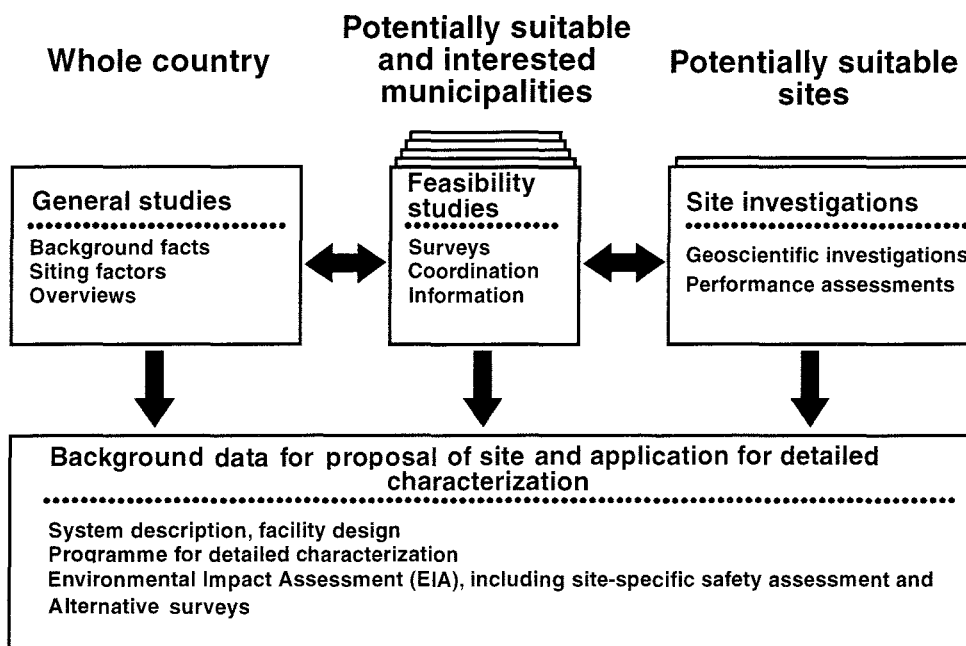 Whole country
Potentially suitable
and interested
municipalities
Potentially suitable
sites
General studies
Background facts
Siting factors
Overviews
Feasibility
studies
Surveys
Coordination
Information
Site investigations
Geoscientific investigations
Performance assessments
Background data for proposal of site and application for detailed
characterization
System description, facility design
Programme for detailed characterization
Environmental Impact Assessment (EIA), including site-specific safety assessment and
Alternative surveys